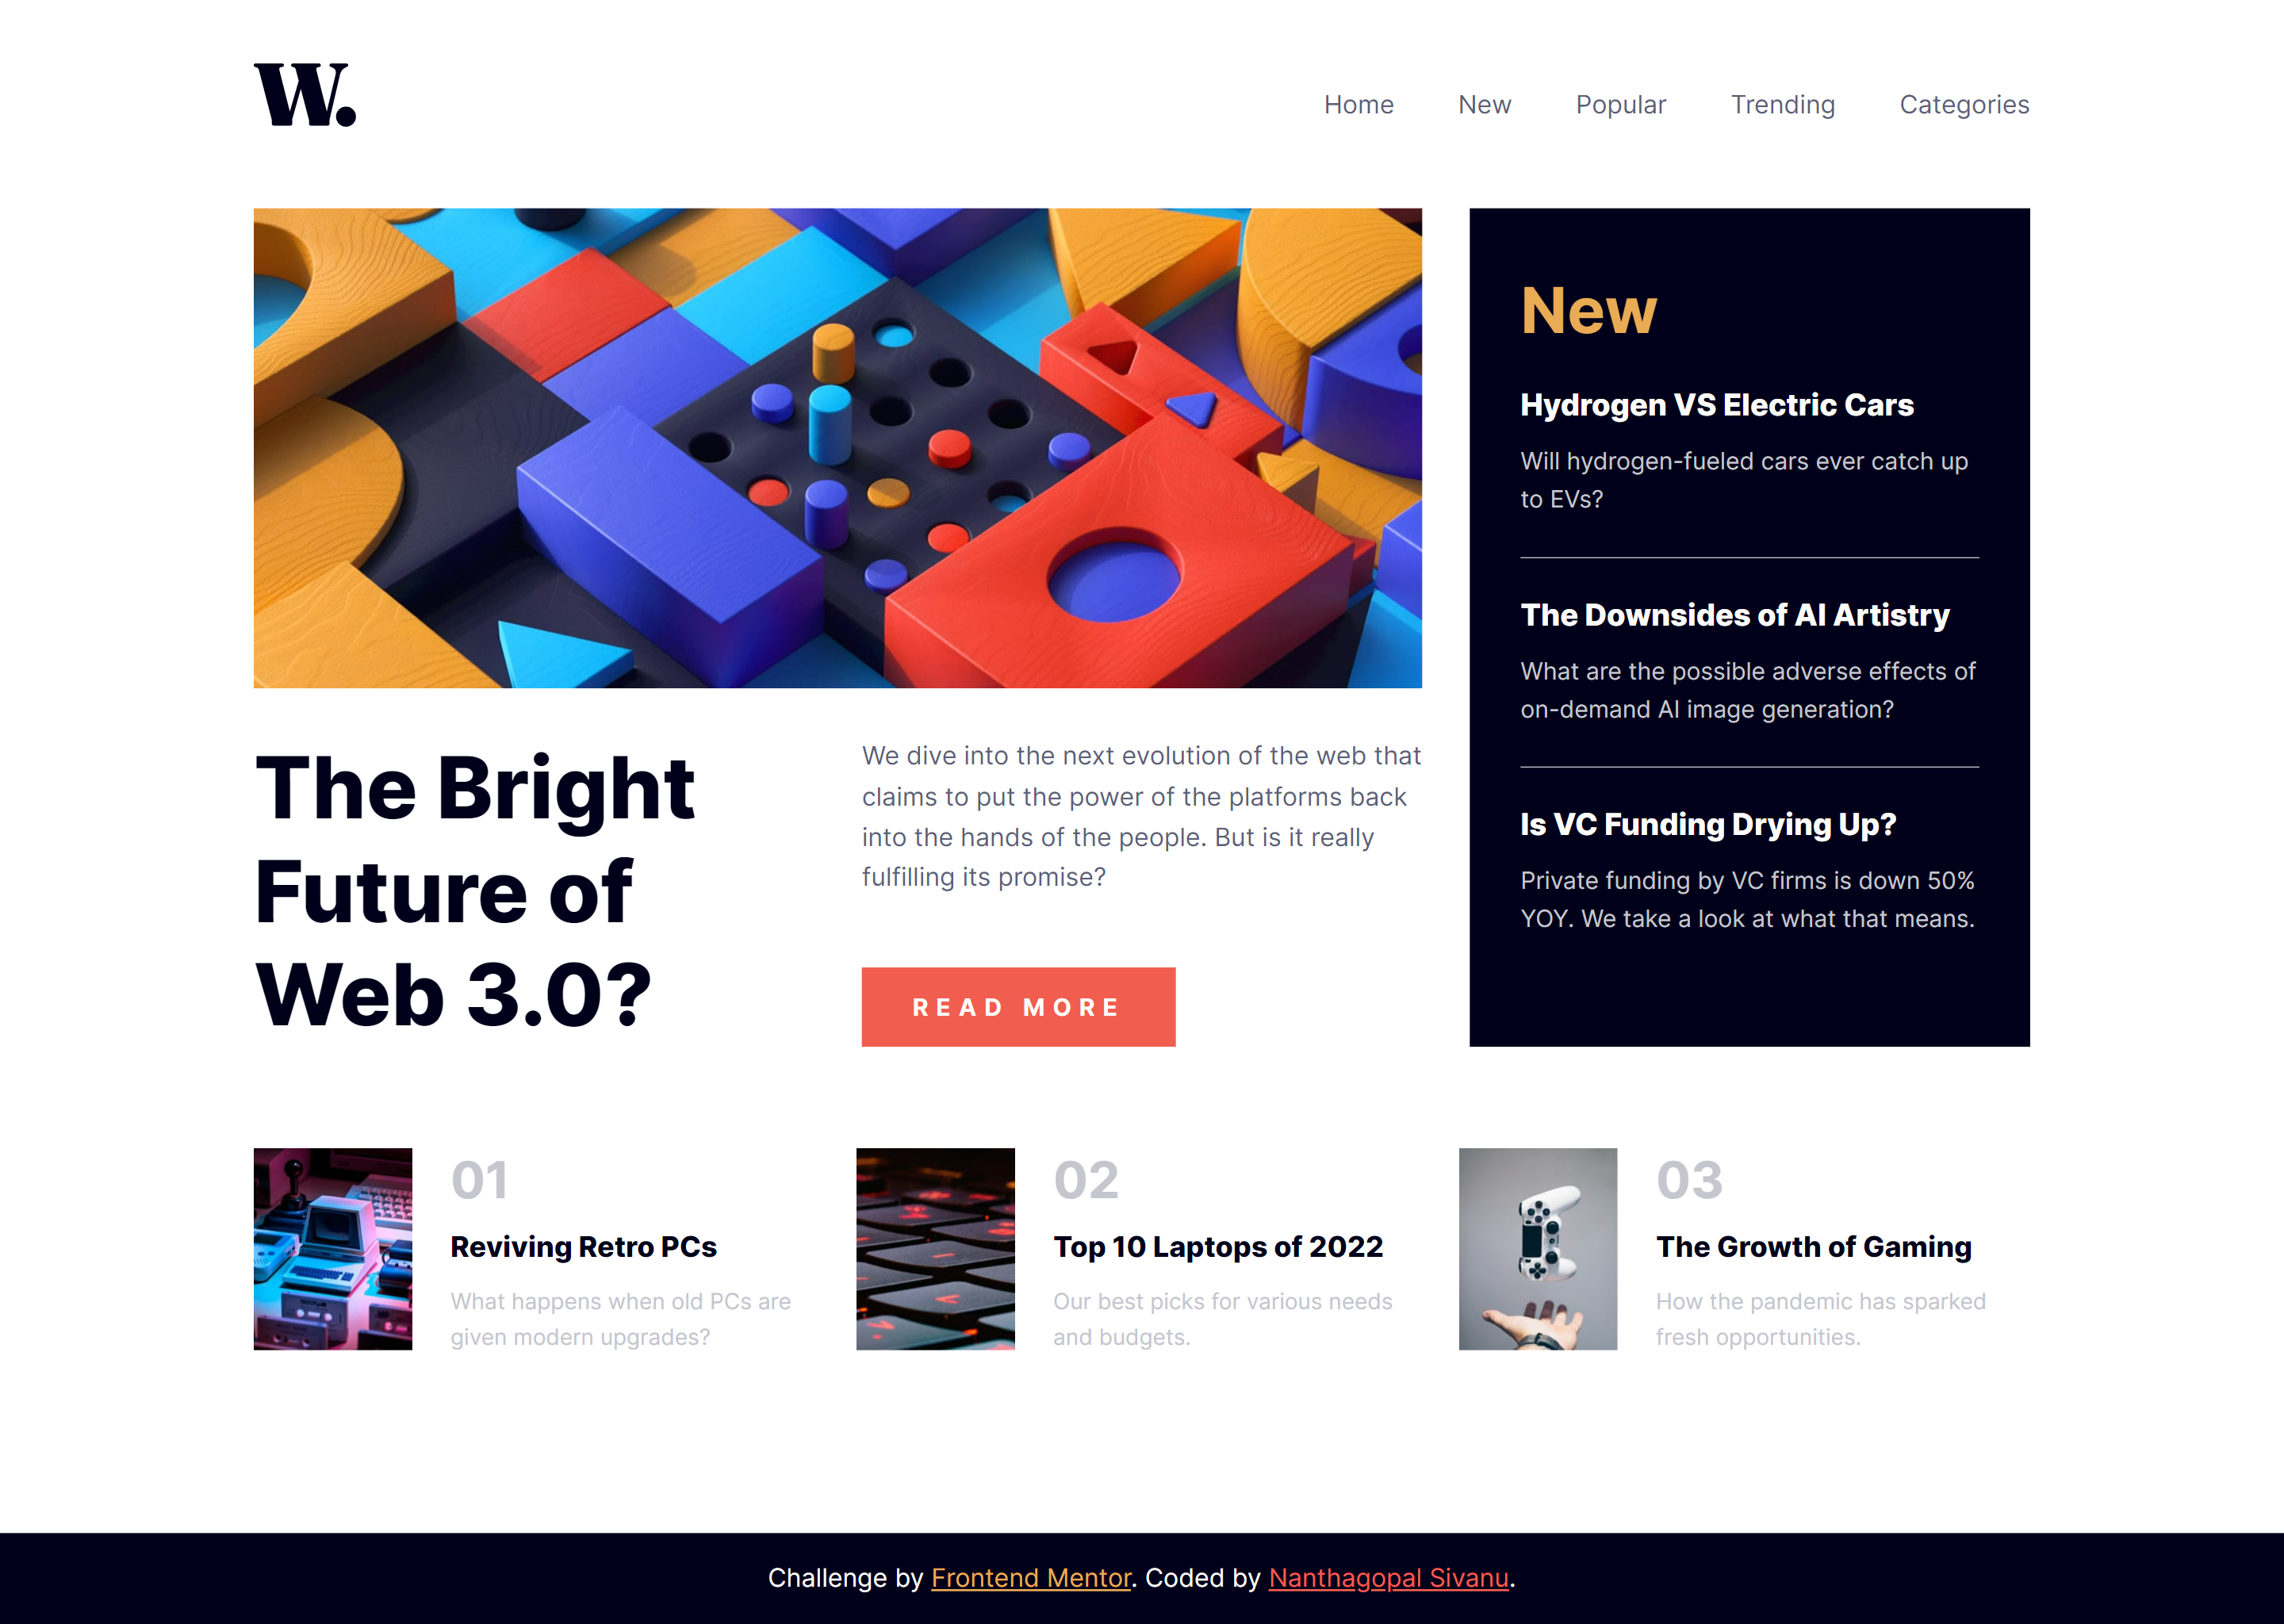 W.
Home New Popular Trending Categories
The Bright
Future of
Web 3.0?
We dive into the next evolution of the web that
claims to put the power of the platforms back
into the hands of the people. But is it really
fulfilling its promise?
READ MORE
New
Hydrogen VS Electric Cars
Will hydrogen-fueled cars ever catch up
to EVs?
The Downsides of AI Artistry
What are the possible adverse effects of
on-demand AI image generation?
Is VC Funding Drying Up?
Private funding by VC firms is down 50%
YOY. We take a look at what that means.
01
Reviving Retro PCs
What happens when old PCs are
given modern upgrades?
02
Top 10 Laptops of 2022
Our best picks for various needs
and budgets.
03
The Growth of Gaming
How the pandemic has sparked
fresh opportunities.
Challenge by Frontend Mentor. Coded by Nanthagopal Sivanu.